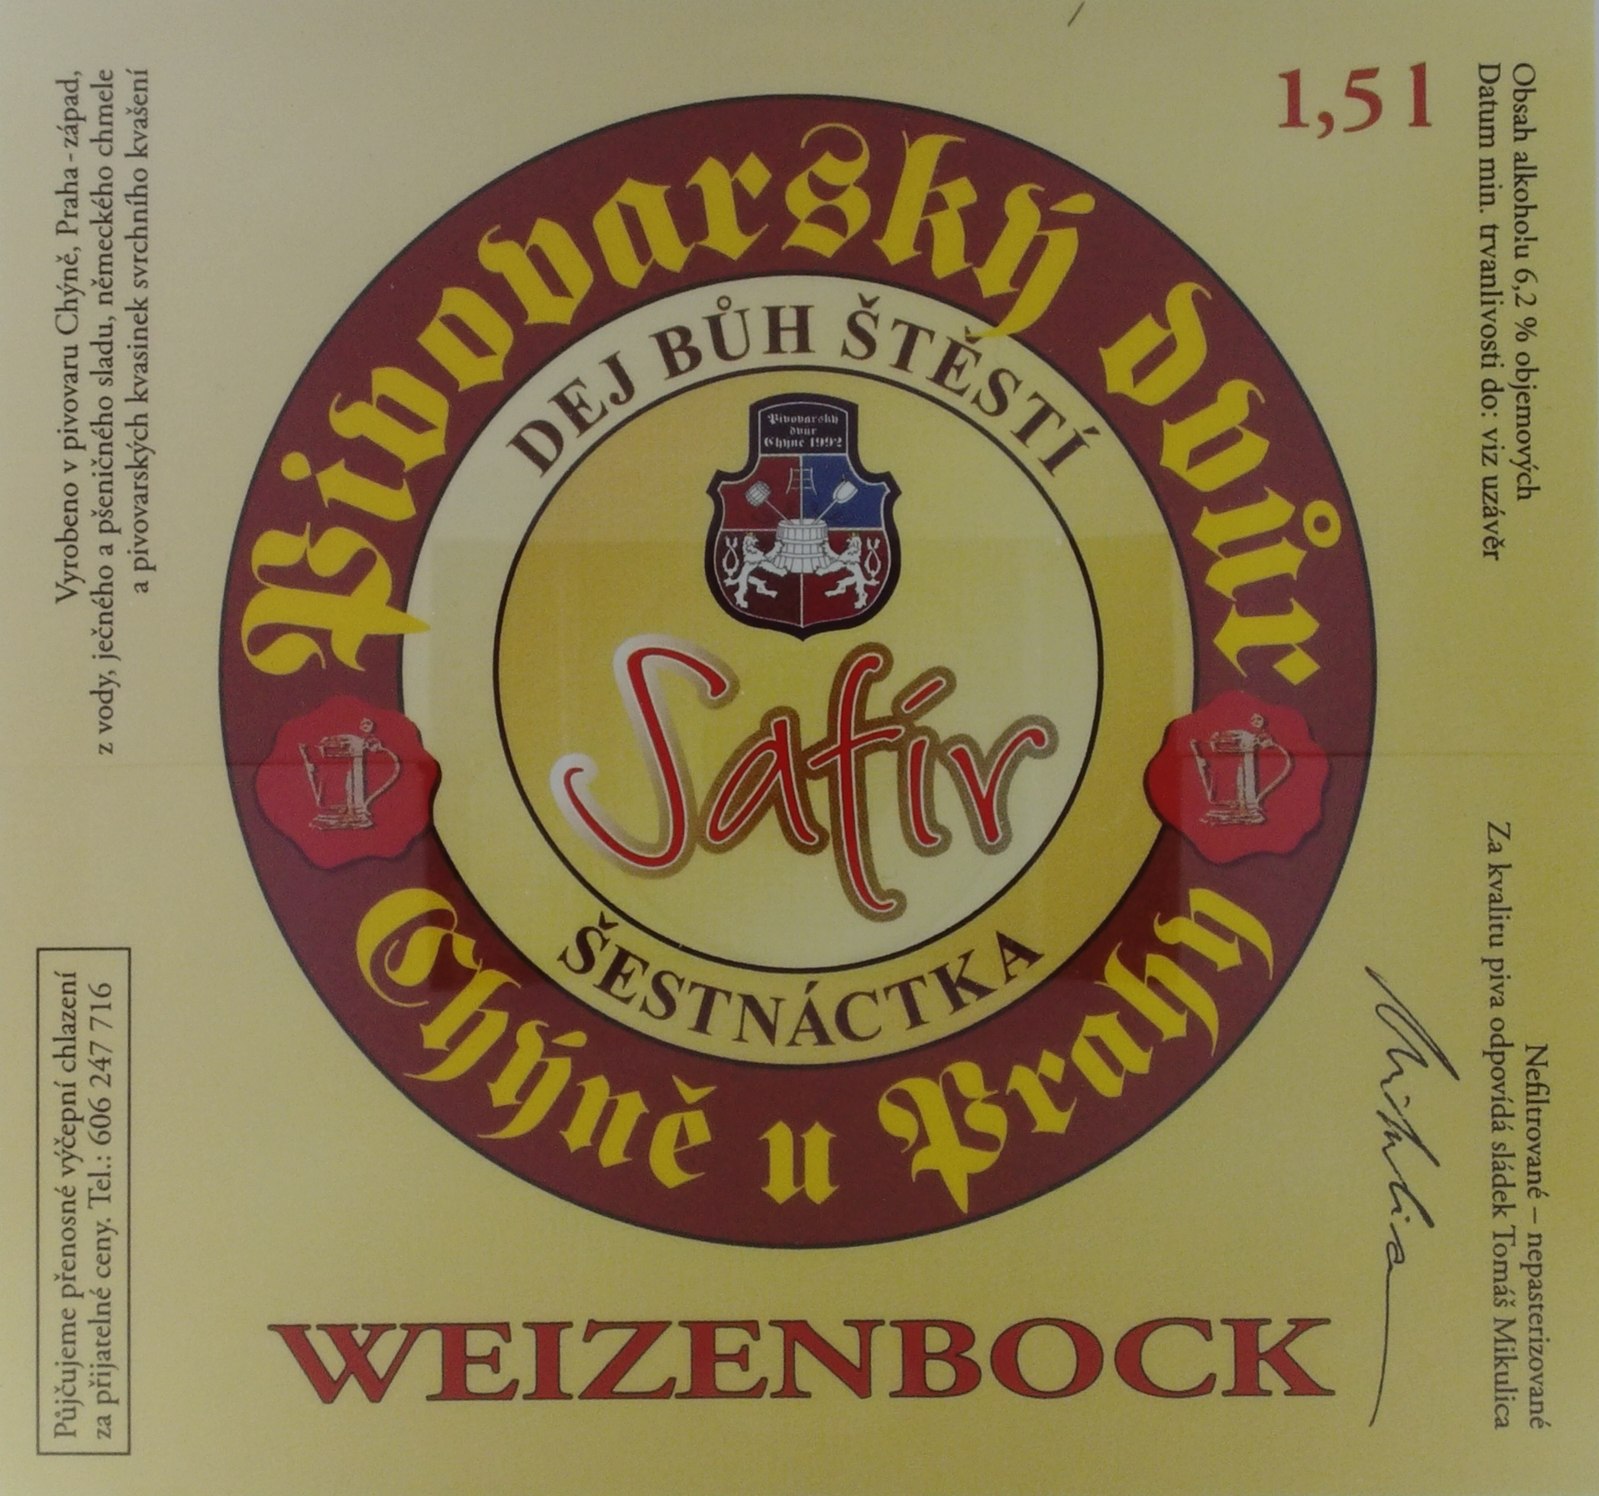 1,5 l
Pivovarský dvůr
DEJ BŮH ŠTĚSTÍ
Pivovarský
dvur
Chyne 1992
Safír
ŠESTNÁCTKA
Chýně u Prahy
WEIZENBOCK
Vyrobeno v pivovaru Chýně, Praha - západ,
z vody, ječného a pšeničného sladu, německého chmele
a pivovarských kvasinek svrchního kvašení
Půjčujeme přenosné výčepní chlazení
za přijatelné ceny. Tel.: 606 247 716
Obsah alkoholu 6,2 % objemových
Datum min. trvanlivosti do: viz uzávěr
Nefiltrované – nepasterizované
Za kvalitu piva odpovídá sládek Tomáš Mikulica
Mikulica